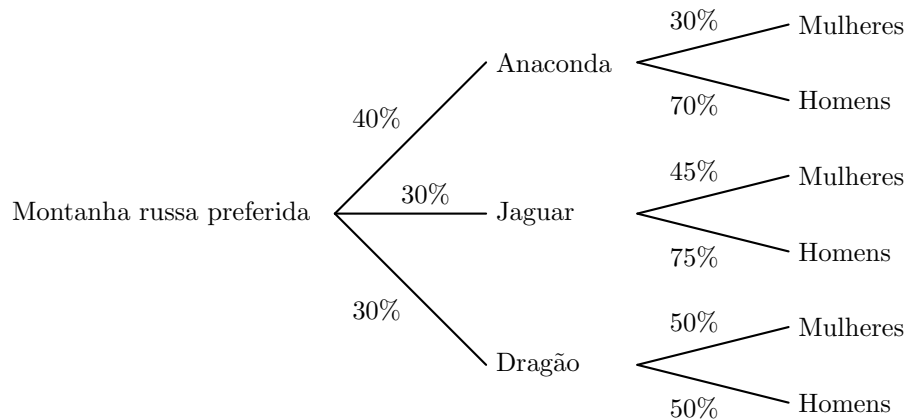 30%
Mulheres
Anaconda
40%
70%
Homens
45%
Mulheres
30%
Montanha russa preferida
Jaguar
75%
Homens
30%
50%
Mulheres
Dragão
50%
Homens